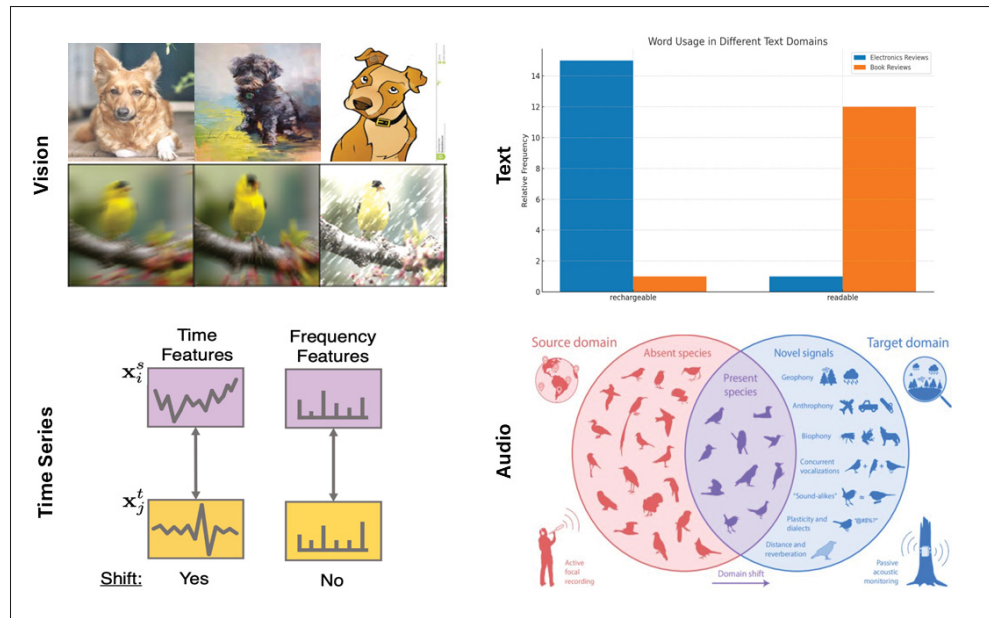 Vision
Word Usage in Different Text Domains
Electronics Reviews
Book Reviews
Text
Relative Frequency
14
12
10
8
6
4
2
0
rechargeable
readable
Time Series
Time
Features
Frequency
Features
x_i^s
x_j^t
Shift:
Yes
No
Audio
Source domain
Absent species
Present
species
Novel signals
Target domain
Geophony
Anthrophony
Biophony
Concurrent
vocalizations
+ +
"Sound-alikes"
=
Plasticity and
dialects
Distance and
reverberation
Active
focal
recording
Domain shift
Passive
acoustic
monitoring